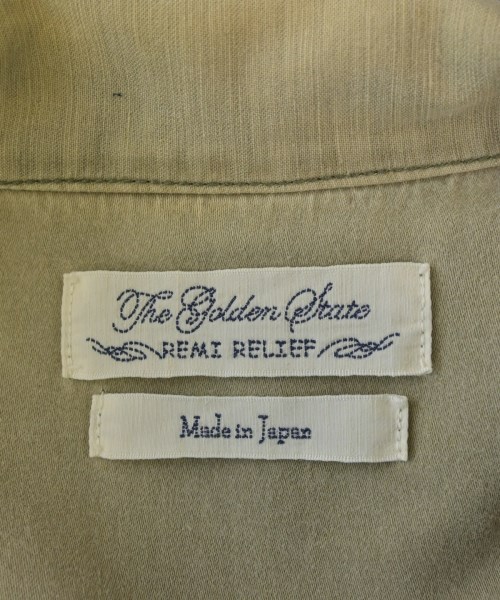 The Golden State
REMI RELIEF
Made in Japan